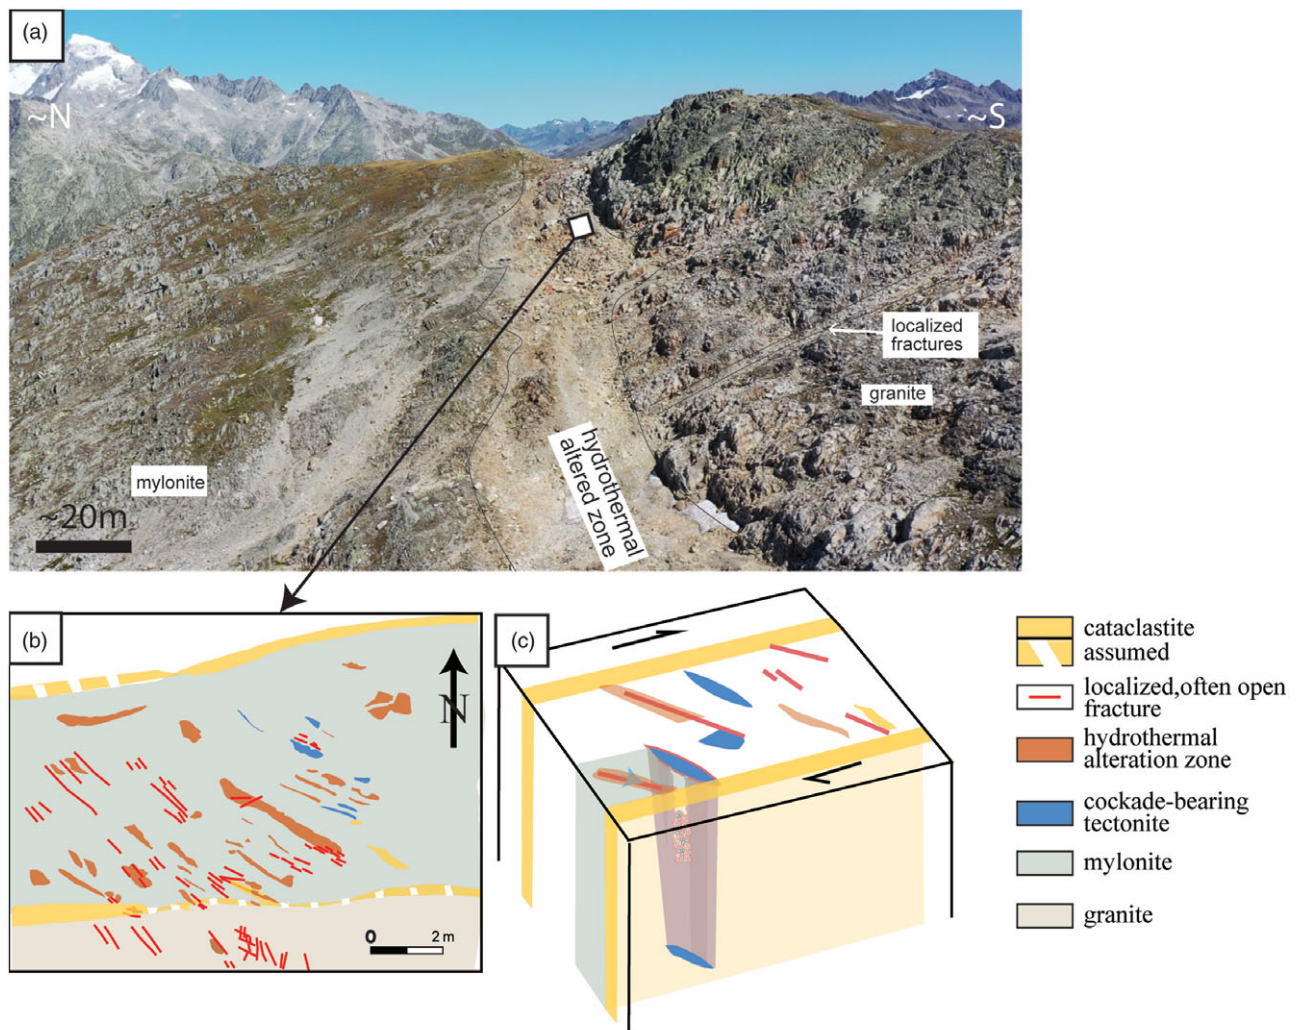 (a)
~N
~S
localized
fractures
granite
mylonite
hydrothermal
altered zone
~20m
(b)
N
0
2 m
(c)
cataclastite
assumed
localized,often open
fracture
hydrothermal
alteration zone
cockade-bearing
tectonite
mylonite
granite